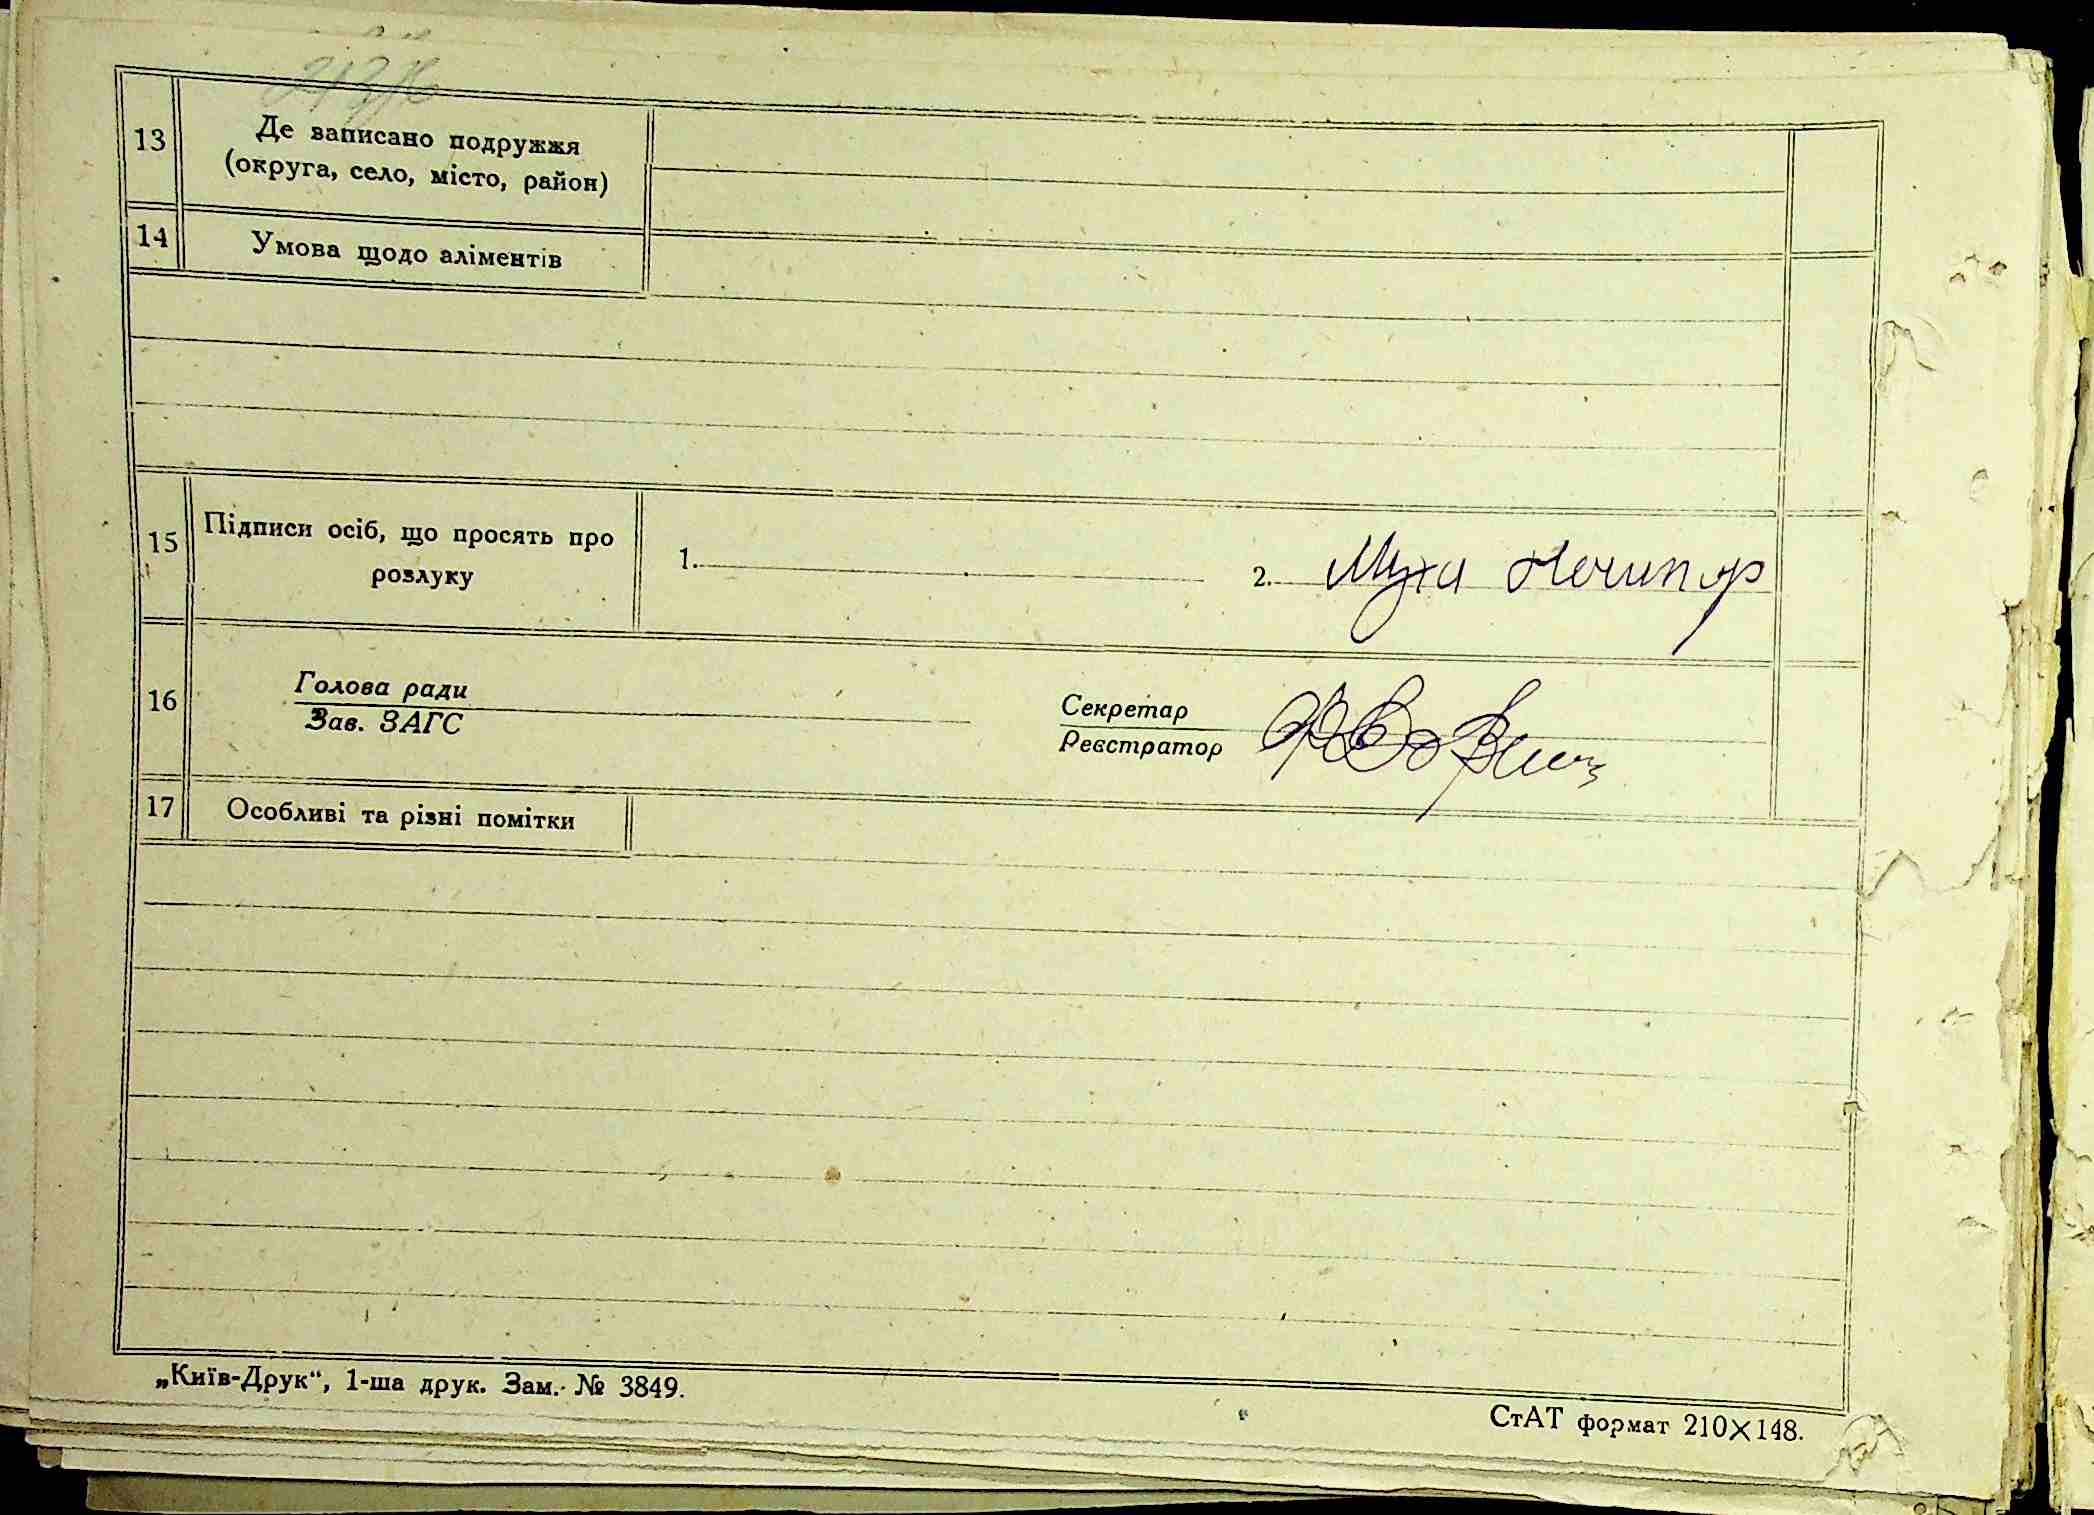 13
Де записано подружжя
(округа, село, місто, район)
14
Умова щодо аліментів
15
Підписи осіб, що просять про
розлуку
1.
2. Муха Нечипор
16
Голова ради
Зав. ЗАГС
Секретар
Реєстратор
17
Особливі та різні помітки
„Київ-Друк“, 1-ша друк. Зам. № 3849.
СтАТ формат 210×148.